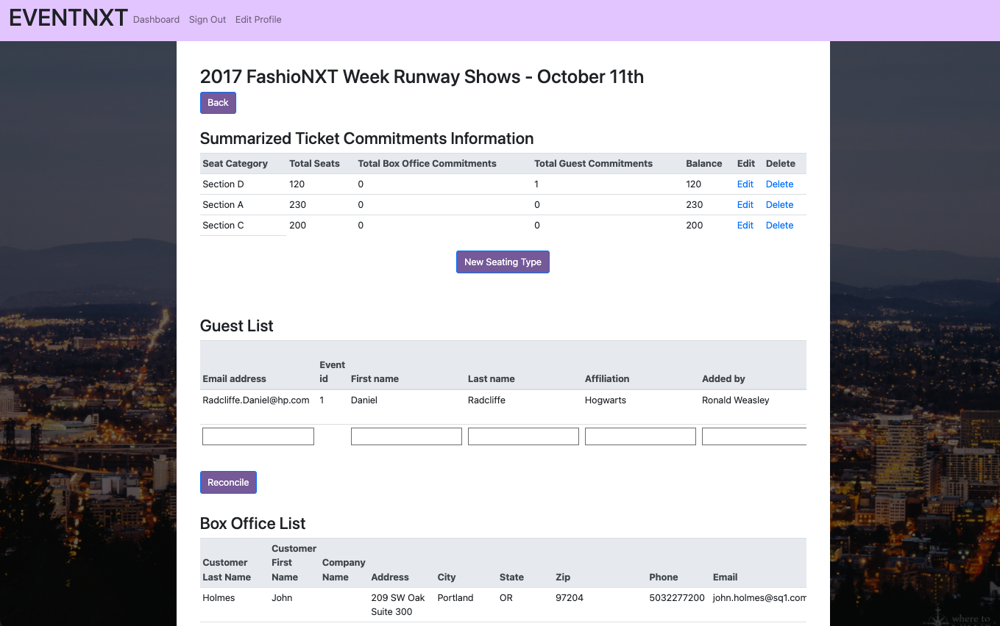 EVENTNXT Dashboard Sign Out Edit Profile
2017 FashioNXT Week Runway Shows - October 11th
Back
Summarized Ticket Commitments Information
Seat Category Total Seats Total Box Office Commitments Total Guest Commitments Balance Edit Delete
Section D 120 0 1 120 Edit Delete
Section A 230 0 0 230 Edit Delete
Section C 200 0 0 200 Edit Delete
New Seating Type
Guest List
Email address Event id First name Last name Affiliation Added by
Radcliffe.Daniel@hp.com 1 Daniel Radcliffe Hogwarts Ronald Weasley
Reconcile
Box Office List
Customer Last Name Customer First Name Company Name Address City State Zip Phone Email
Holmes John 209 SW Oak Suite 300 Portland OR 97204 5032277200 john.holmes@sq1.com
where to